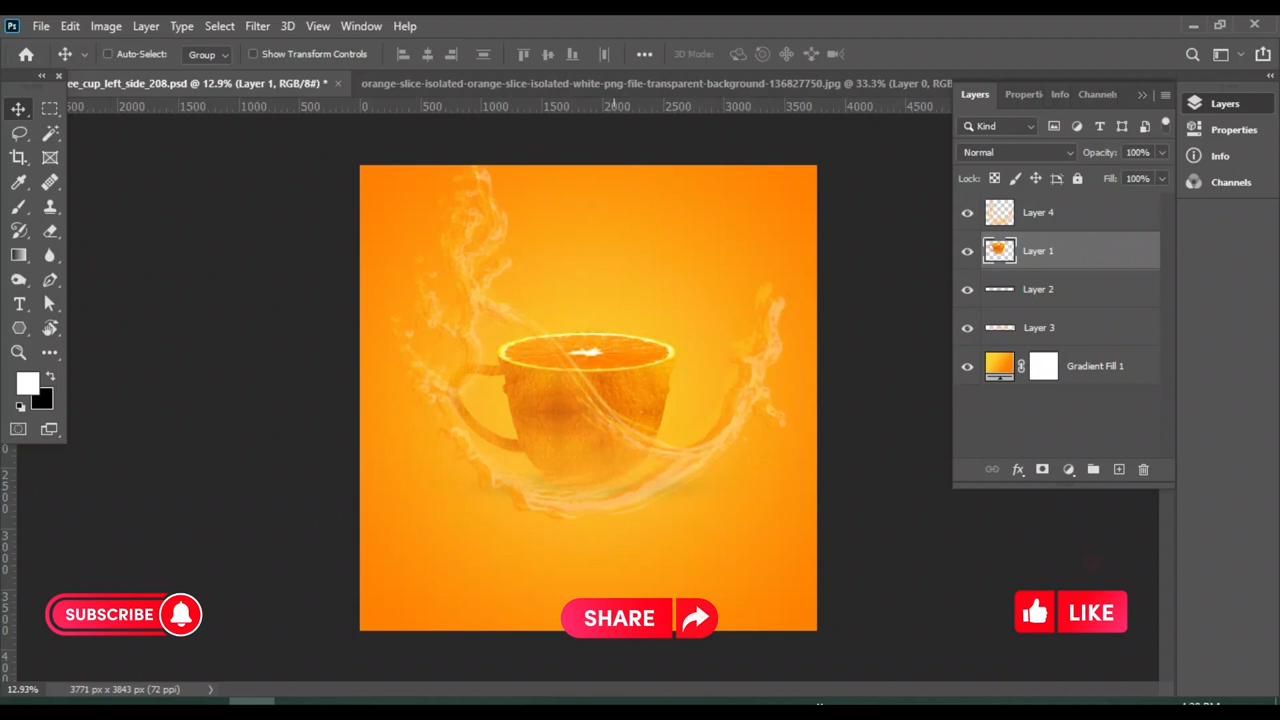 Ps File Edit Image Layer Type Select Filter 3D View Window Help
Auto-Select: Group Show Transform Controls 3D Mode:
ee_cup_left_side_208.psd @ 12.9% (Layer 1, RGB/8#) * × orange-slice-isolated-orange-slice-isolated-white-png-file-transparent-background-136827750.jpg @ 33.3% (Layer 0, RGB
500 2000 1500 1000 500 0 500 1000 1500 2000 2500 3000 3500 4000 4500
Layers Properti Info Channels
Kind
Normal Opacity: 100%
Lock: Fill: 100%
Layer 4
Layer 1
Layer 2
Layer 3
Gradient Fill 1
fx
Layers
Properties
Info
Channels
T
SUBSCRIBE
SHARE
LIKE
12.93% 3771 px x 3843 px (72 ppi)